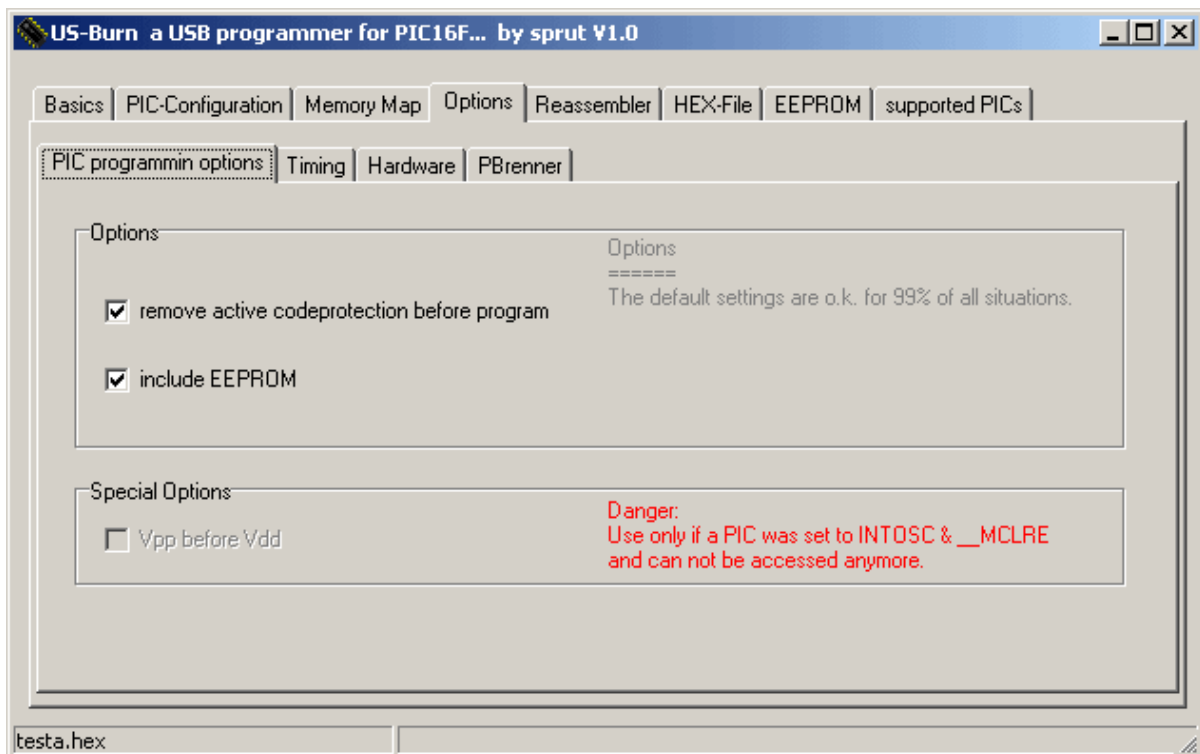 US-Burn a USB programmer for PIC16F... by sprut V1.0
Basics PIC-Configuration Memory Map Options Reassembler HEX-File EEPROM supported PICs
PIC programmin options Timing Hardware PBrenner
Options
remove active codeprotection before program
include EEPROM
Options
======
The default settings are o.k. for 99% of all situations.
Special Options
Vpp before Vdd
Danger:
Use only if a PIC was set to INTOSC & __MCLRE
and can not be accessed anymore.
testa.hex